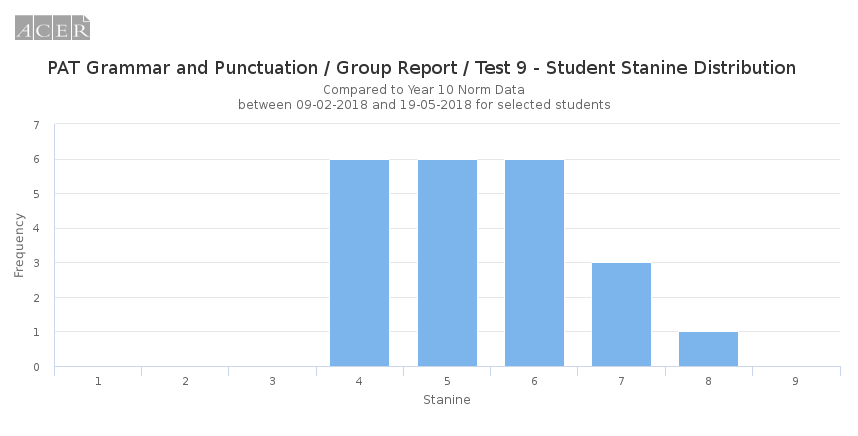 ACER
PAT Grammar and Punctuation / Group Report / Test 9 - Student Stanine Distribution
Compared to Year 10 Norm Data
between 09-02-2018 and 19-05-2018 for selected students
Frequency
7
6
5
4
3
2
1
0
1 2 3 4 5 6 7 8 9
Stanine